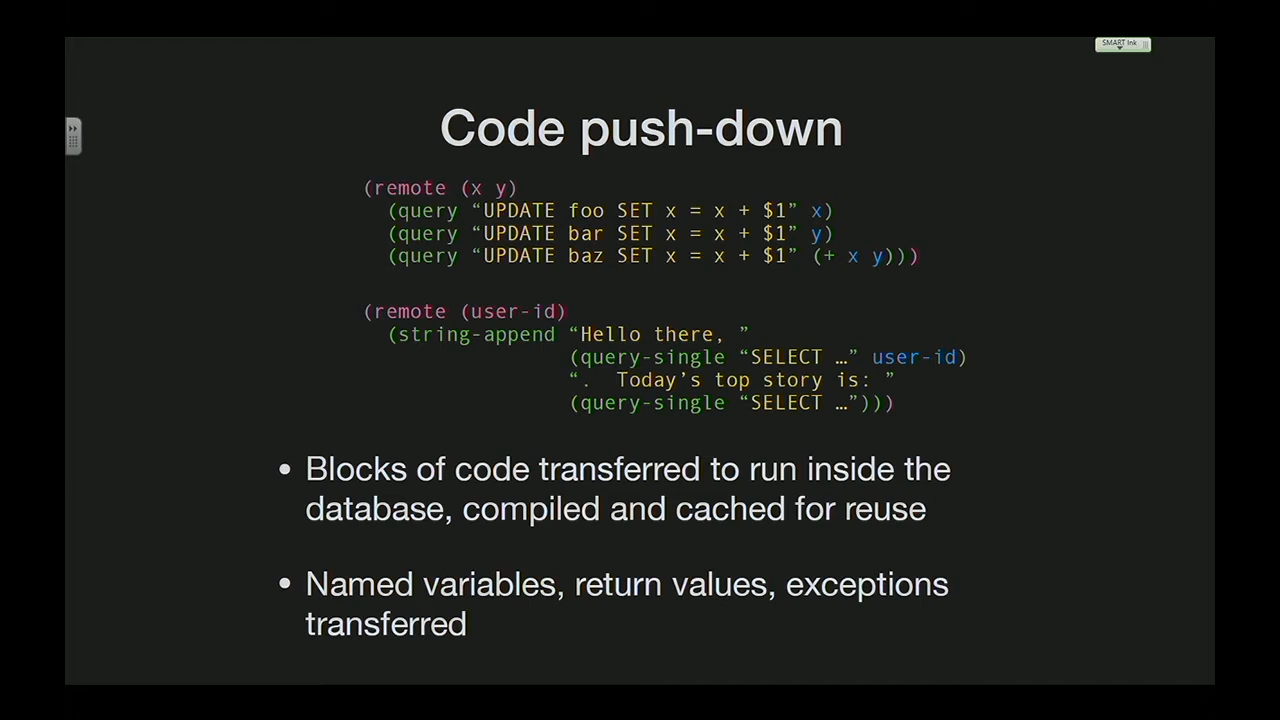 SMART Ink
Code push-down
(remote (x y)
(query “UPDATE foo SET x = x + $1” x)
(query “UPDATE bar SET x = x + $1” y)
(query “UPDATE baz SET x = x + $1” (+ x y)))
(remote (user-id)
(string-append “Hello there, ”
(query-single “SELECT …” user-id)
“.  Today’s top story is: ”
(query-single “SELECT …”)))
• Blocks of code transferred to run inside the
database, compiled and cached for reuse
• Named variables, return values, exceptions
transferred